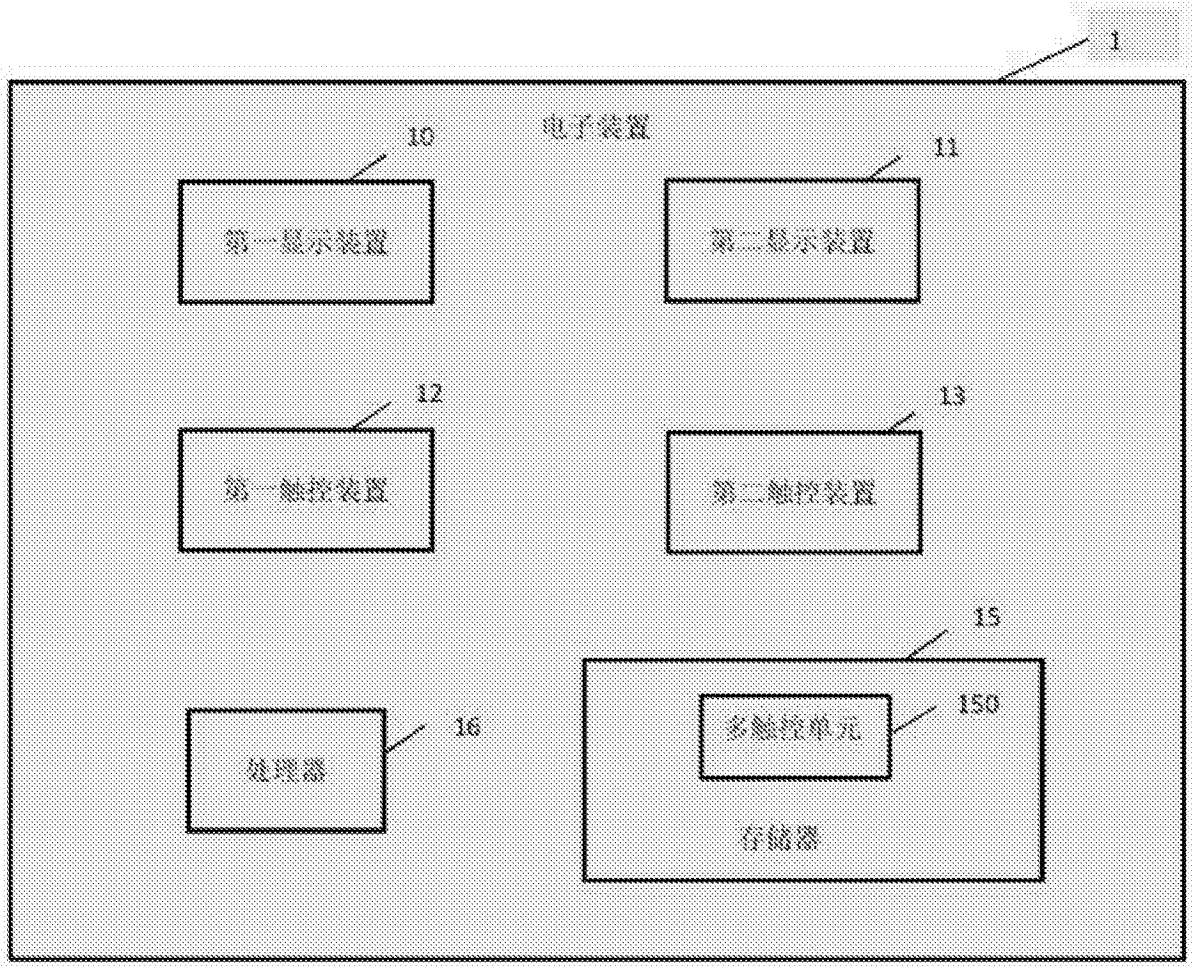 1
电子装置
10
11
第一显示装置
第二显示装置
12
13
第一触控装置
第二触控装置
15
150
多触控单元
16
处理器
存储器